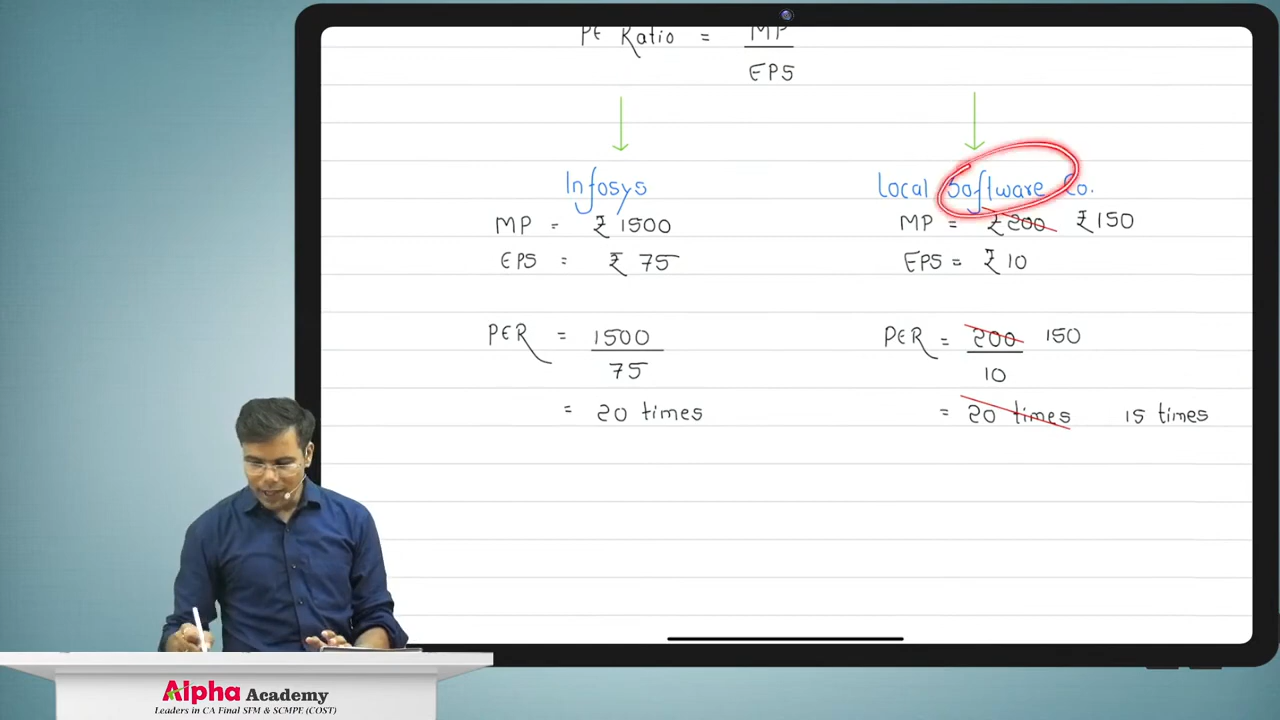 PE Ratio = MP
EPS
Infosys
MP = ₹ 1500
EPS = ₹ 75
PER = 1500
75
= 20 times
Local Software Co.
MP = ₹200 ₹150
EPS = ₹ 10
PER = 200 150
10
= 20 times 15 times
Alpha Academy
Leaders in CA Final SFM & SCMPE (COST)